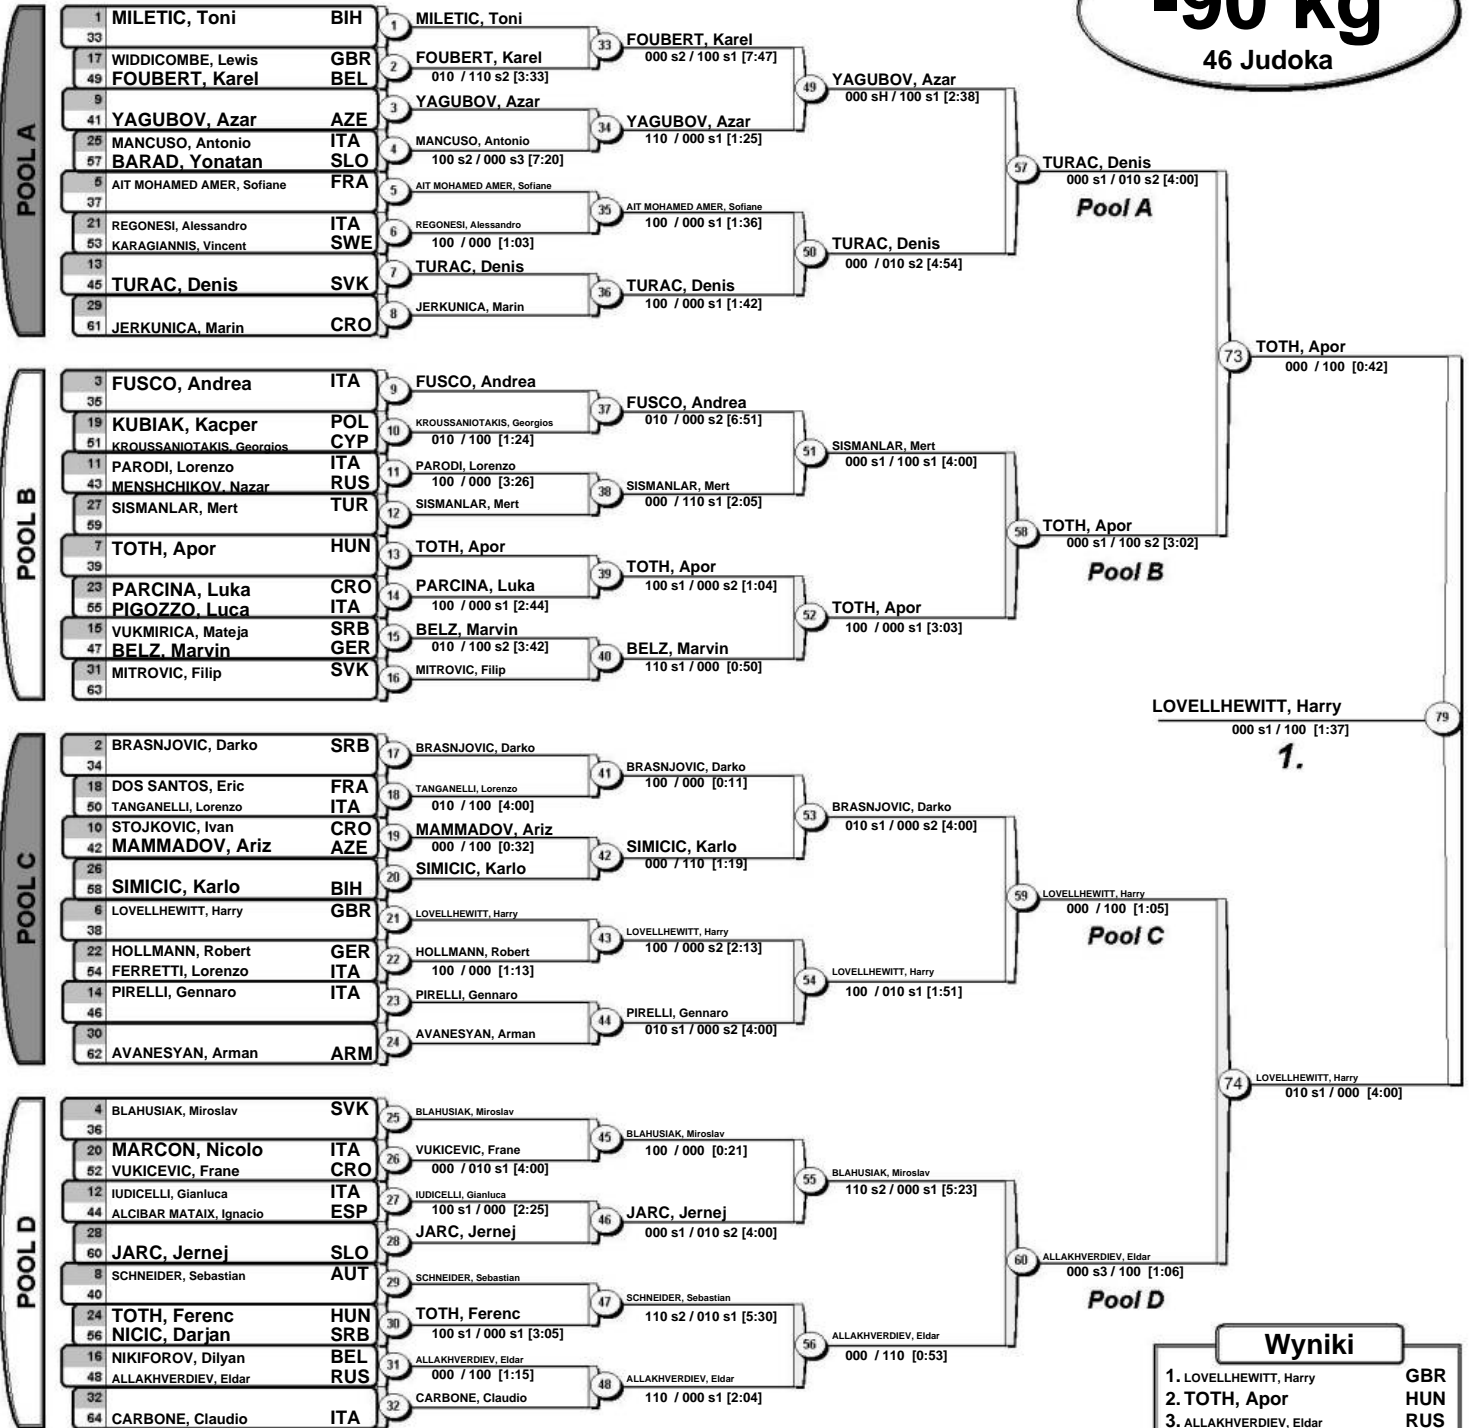 -90 kg
46 Judoka
POOL A
1 MILETIC, Toni BIH
33
17 WIDDICOMBE, Lewis GBR
49 FOUBERT, Karel BEL
9
41 YAGUBOV, Azar AZE
25 MANCUSO, Antonio ITA
57 BARAD, Yonatan SLO
5 AIT MOHAMED AMER, Sofiane FRA
37
21 REGONESI, Alessandro ITA
53 KARAGIANNIS, Vincent SWE
13
45 TURAC, Denis SVK
29
61 JERKUNICA, Marin CRO
1 MILETIC, Toni
2 FOUBERT, Karel
010 / 110 s2 [3:33]
3 YAGUBOV, Azar
4 MANCUSO, Antonio
100 s2 / 000 s3 [7:20]
5 AIT MOHAMED AMER, Sofiane
6 REGONESI, Alessandro
100 / 000 [1:03]
7 TURAC, Denis
8 JERKUNICA, Marin
33 FOUBERT, Karel
000 s2 / 100 s1 [7:47]
34 YAGUBOV, Azar
110 / 000 s1 [1:25]
35 AIT MOHAMED AMER, Sofiane
100 / 000 s1 [1:36]
36 TURAC, Denis
100 / 000 s1 [1:42]
49 YAGUBOV, Azar
000 sH / 100 s1 [2:38]
50 TURAC, Denis
000 / 010 s2 [4:54]
57 TURAC, Denis
000 s1 / 010 s2 [4:00]
Pool A
POOL B
3 FUSCO, Andrea ITA
35
19 KUBIAK, Kacper POL
51 KROUSSANIOTAKIS, Georgios CYP
11 PARODI, Lorenzo ITA
43 MENSHCHIKOV, Nazar RUS
27 SISMANLAR, Mert TUR
59
7 TOTH, Apor HUN
39
23 PARCINA, Luka CRO
55 PIGOZZO, Luca ITA
15 VUKMIRICA, Mateja SRB
47 BELZ, Marvin GER
31 MITROVIC, Filip SVK
63
9 FUSCO, Andrea
10 KROUSSANIOTAKIS, Georgios
010 / 100 [1:24]
11 PARODI, Lorenzo
100 / 000 [3:26]
12 SISMANLAR, Mert
13 TOTH, Apor
14 PARCINA, Luka
100 / 000 s1 [2:44]
15 BELZ, Marvin
010 / 100 s2 [3:42]
16 MITROVIC, Filip
37 FUSCO, Andrea
010 / 000 s2 [6:51]
38 SISMANLAR, Mert
000 / 110 s1 [2:05]
39 TOTH, Apor
100 s1 / 000 s2 [1:04]
40 BELZ, Marvin
110 s1 / 000 [0:50]
51 SISMANLAR, Mert
000 s1 / 100 s1 [4:00]
52 TOTH, Apor
100 / 000 s1 [3:03]
58 TOTH, Apor
000 s1 / 100 s2 [3:02]
Pool B
73 TOTH, Apor
000 / 100 [0:42]
LOVELLHEWITT, Harry 79
000 s1 / 100 [1:37]
1.
POOL C
2 BRASNJOVIC, Darko SRB
34
18 DOS SANTOS, Eric FRA
50 TANGANELLI, Lorenzo ITA
10 STOJKOVIC, Ivan CRO
42 MAMMADOV, Ariz AZE
26
58 SIMICIC, Karlo BIH
6 LOVELLHEWITT, Harry GBR
38
22 HOLLMANN, Robert GER
54 FERRETTI, Lorenzo ITA
14 PIRELLI, Gennaro ITA
46
30
62 AVANESYAN, Arman ARM
17 BRASNJOVIC, Darko
18 TANGANELLI, Lorenzo
010 / 100 [4:00]
19 MAMMADOV, Ariz
000 / 100 [0:32]
20 SIMICIC, Karlo
21 LOVELLHEWITT, Harry
22 HOLLMANN, Robert
100 / 000 [1:13]
23 PIRELLI, Gennaro
24 AVANESYAN, Arman
41 BRASNJOVIC, Darko
100 / 000 [0:11]
42 SIMICIC, Karlo
000 / 110 [1:19]
43 LOVELLHEWITT, Harry
100 / 000 s2 [2:13]
44 PIRELLI, Gennaro
010 s1 / 000 s2 [4:00]
53 BRASNJOVIC, Darko
010 s1 / 000 s2 [4:00]
54 LOVELLHEWITT, Harry
100 / 010 s1 [1:51]
59 LOVELLHEWITT, Harry
000 / 100 [1:05]
Pool C
74 LOVELLHEWITT, Harry
010 s1 / 000 [4:00]
POOL D
4 BLAHUSIAK, Miroslav SVK
36
20 MARCON, Nicolo ITA
52 VUKICEVIC, Frane CRO
12 IUDICELLI, Gianluca ITA
44 ALCIBAR MATAIX, Ignacio ESP
28
60 JARC, Jernej SLO
8 SCHNEIDER, Sebastian AUT
40
24 TOTH, Ferenc HUN
56 NICIC, Darjan SRB
16 NIKIFOROV, Dilyan BEL
48 ALLAKHVERDIEV, Eldar RUS
32
64 CARBONE, Claudio ITA
25 BLAHUSIAK, Miroslav
26 VUKICEVIC, Frane
000 / 010 s1 [4:00]
27 IUDICELLI, Gianluca
100 s1 / 000 [2:25]
28 JARC, Jernej
29 SCHNEIDER, Sebastian
30 TOTH, Ferenc
100 s1 / 000 s1 [3:05]
31 ALLAKHVERDIEV, Eldar
000 / 100 [1:15]
32 CARBONE, Claudio
45 BLAHUSIAK, Miroslav
100 / 000 [0:21]
46 JARC, Jernej
000 s1 / 010 s2 [4:00]
47 SCHNEIDER, Sebastian
110 s2 / 010 s1 [5:30]
48 ALLAKHVERDIEV, Eldar
110 / 000 s1 [2:04]
55 BLAHUSIAK, Miroslav
110 s2 / 000 s1 [5:23]
56 ALLAKHVERDIEV, Eldar
000 / 110 [0:53]
60 ALLAKHVERDIEV, Eldar
000 s3 / 100 [1:06]
Pool D
Wyniki
1. LOVELLHEWITT, Harry GBR
2. TOTH, Apor HUN
3. ALLAKHVERDIEV, Eldar RUS